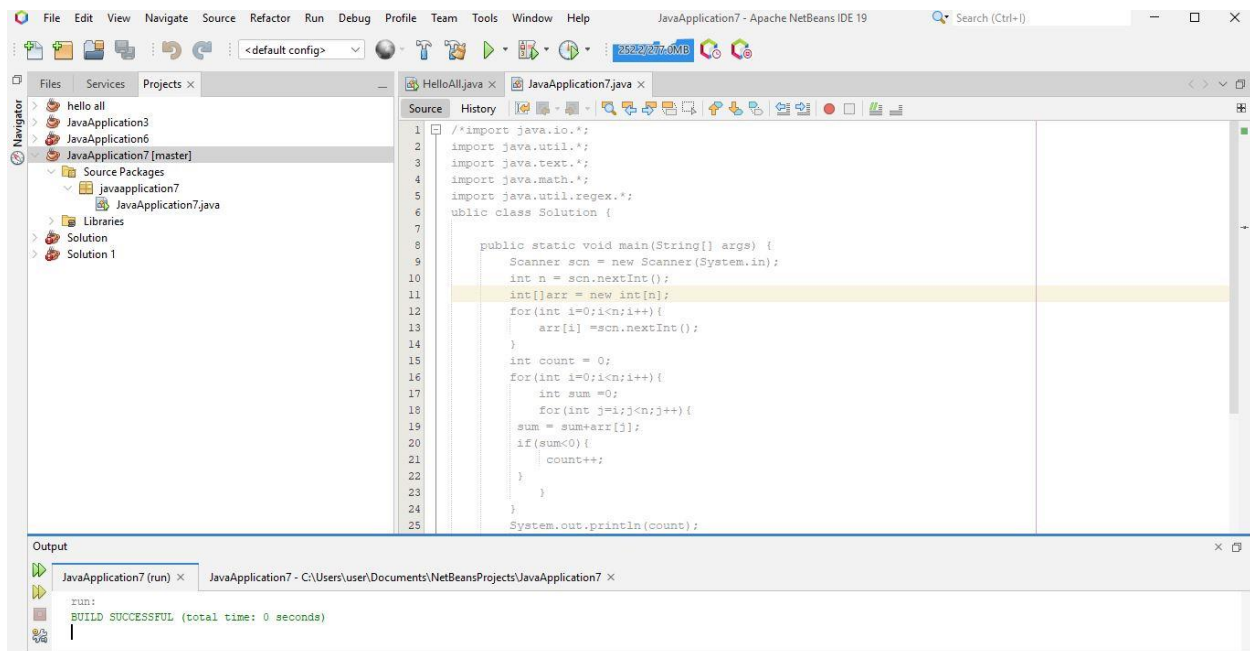 File Edit View Navigate Source Refactor Run Debug Profile Team Tools Window Help JavaApplication7 - Apache NetBeans IDE 19 Search (Ctrl+I)
<default config> 252.2/277.0MB
Files Services Projects
HelloAll.java JavaApplication7.java
Navigator
hello all
JavaApplication3
JavaApplication6
JavaApplication7 [master]
Source Packages
javaapplication7
JavaApplication7.java
Libraries
Solution
Solution 1
Source History
1 /*import java.io.*;
2 import java.util.*;
3 import java.text.*;
4 import java.math.*;
5 import java.util.regex.*;
6 ublic class Solution {
7
8 public static void main(String[] args) {
9 Scanner scn = new Scanner(System.in);
10 int n = scn.nextInt();
11 int[]arr = new int[n];
12 for(int i=0;i<n;i++){
13 arr[i] =scn.nextInt();
14 }
15 int count = 0;
16 for(int i=0;i<n;i++){
17 int sum =0;
18 for(int j=i;j<n;j++){
19 sum = sum+arr[j];
20 if(sum<0){
21 count++;
22 }
23 }
24 }
25 System.out.println(count);
Output
JavaApplication7 (run) JavaApplication7 - C:\Users\user\Documents\NetBeansProjects\JavaApplication7
run:
BUILD SUCCESSFUL (total time: 0 seconds)